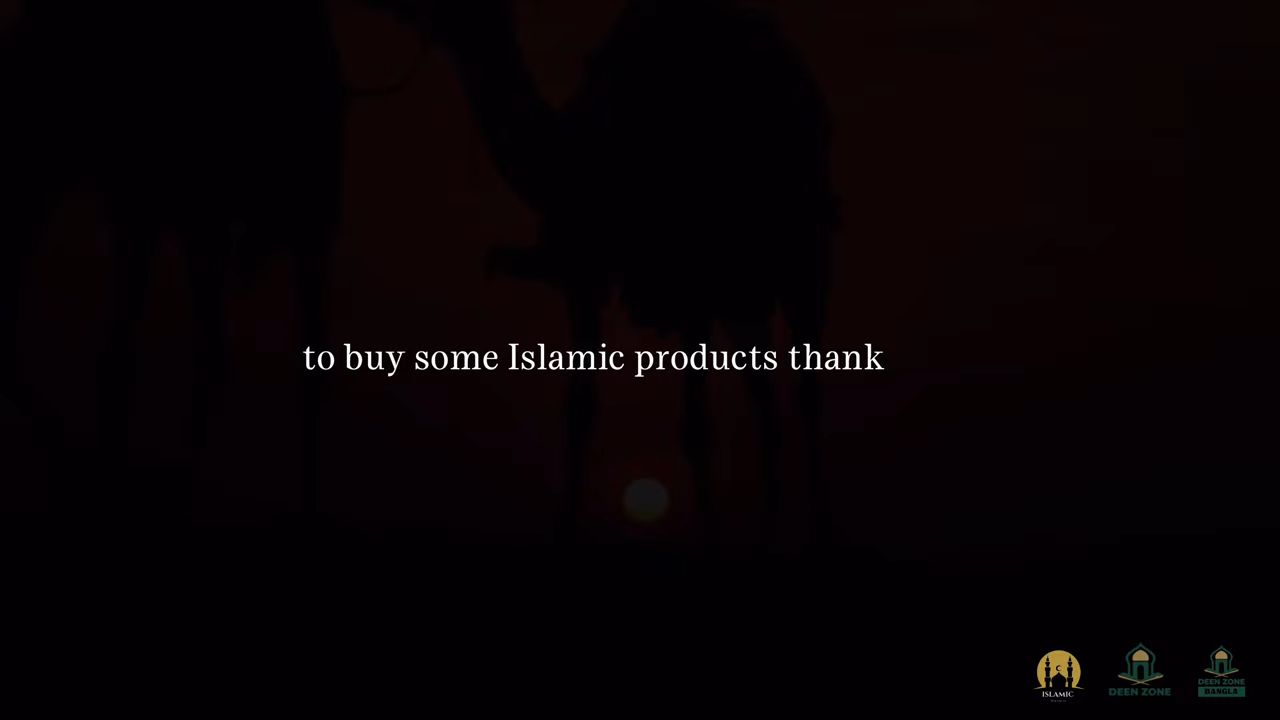 to buy some Islamic products thank
ISLAMIC
DEEN ZONE
DEEN ZONE
BANGLA